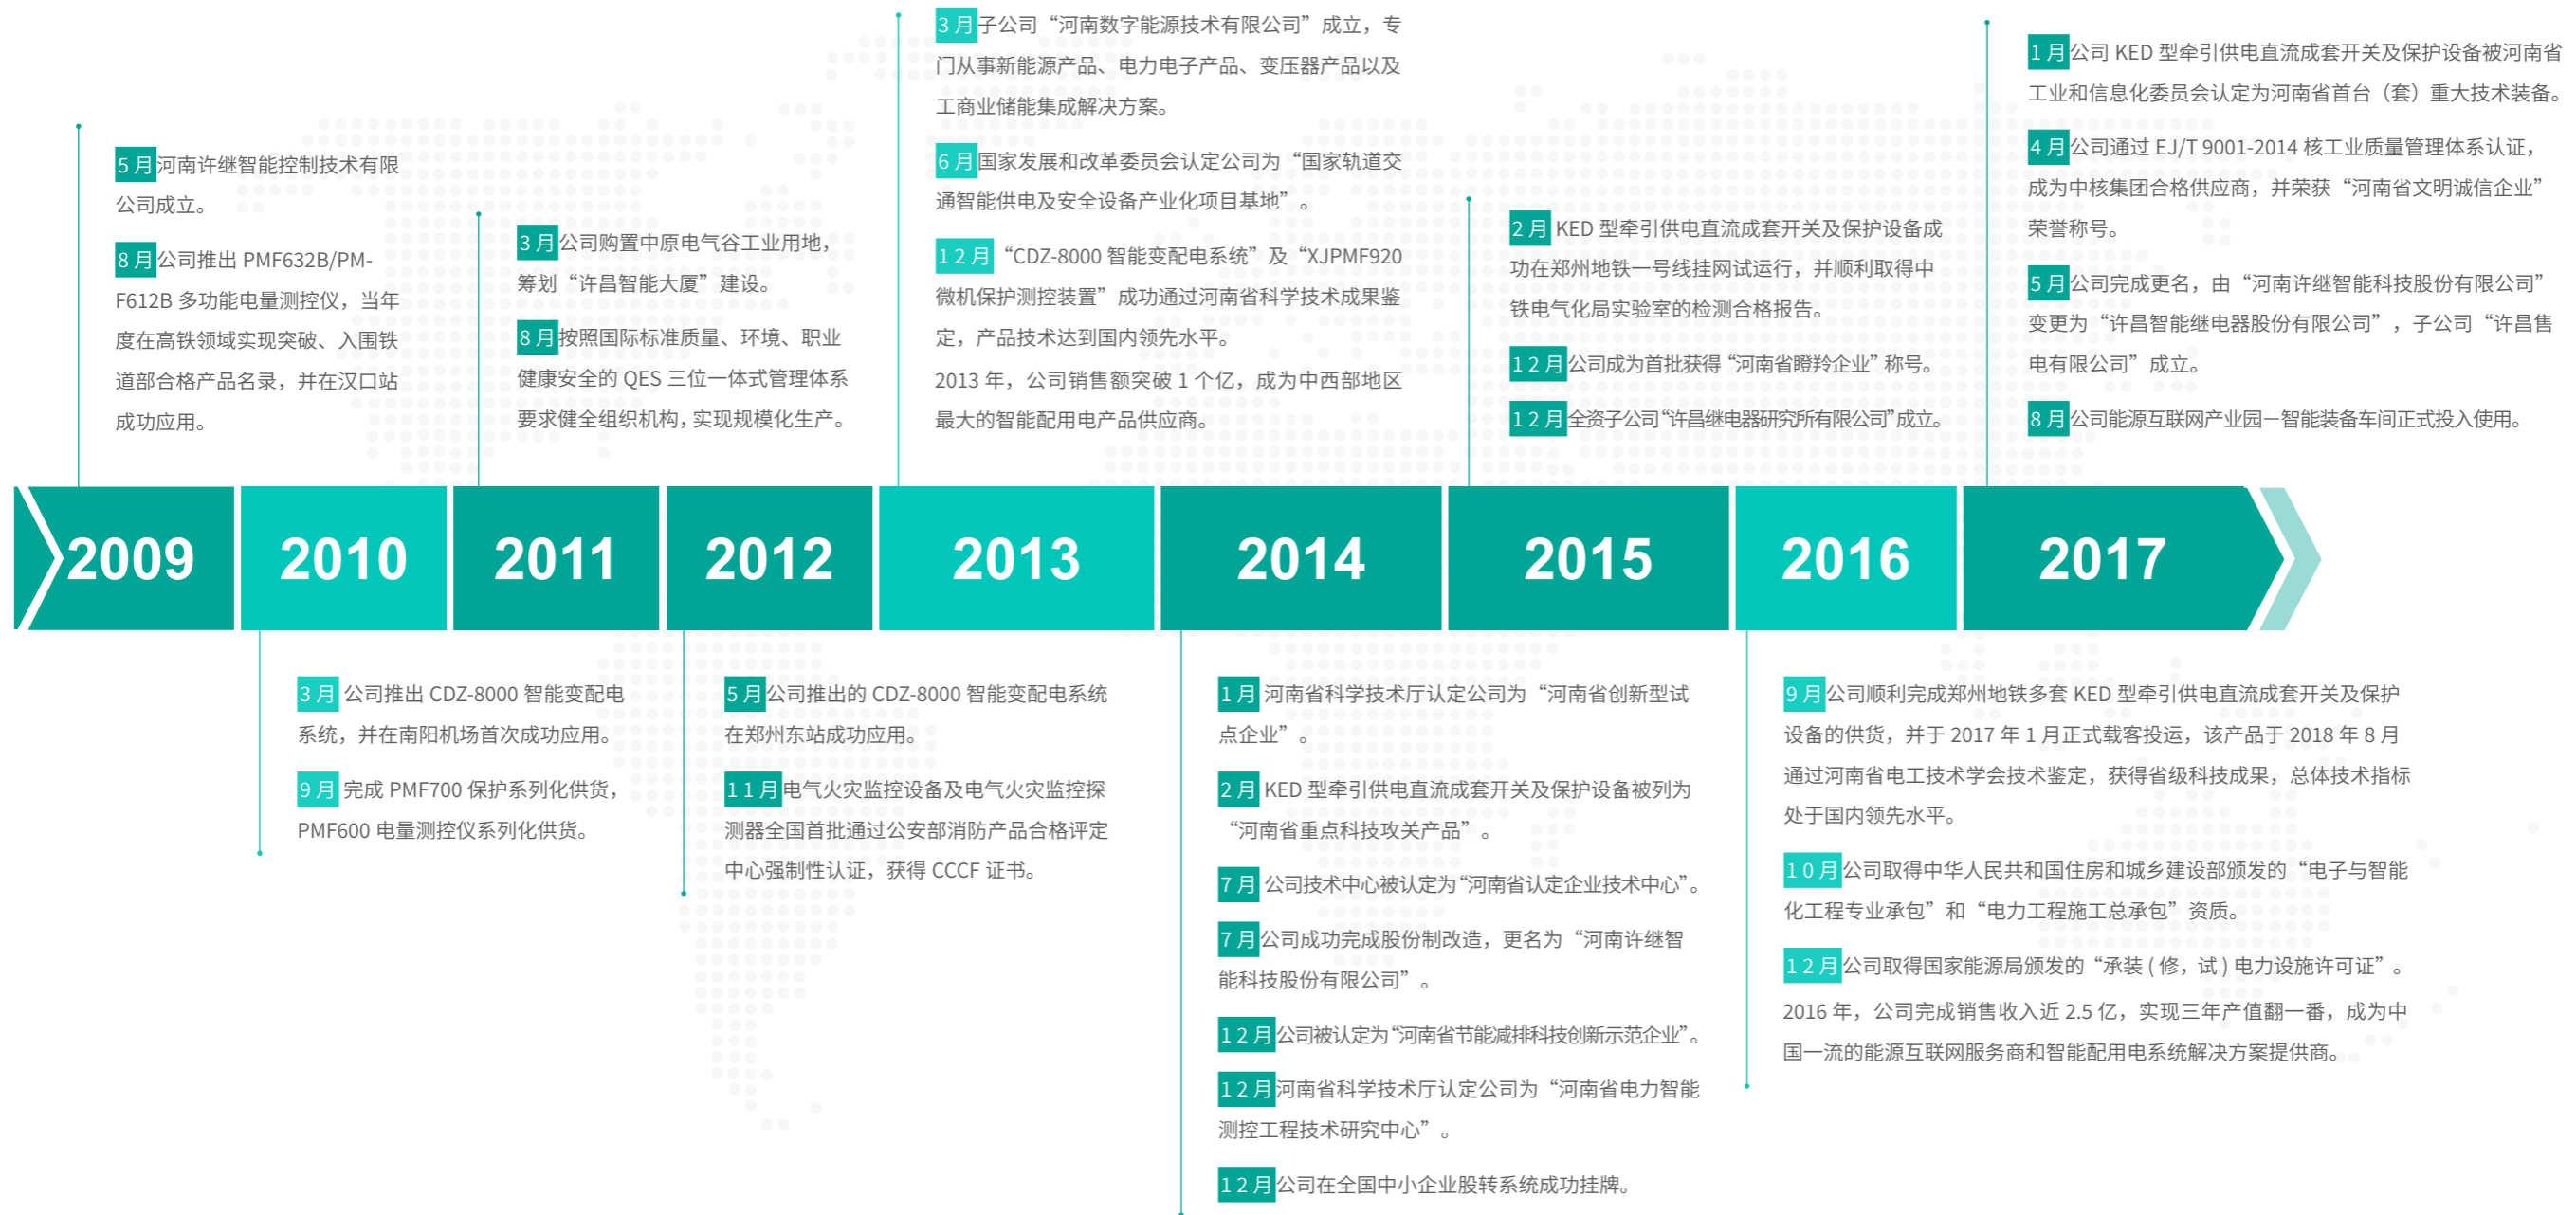 2009
5 月河南许继智能控制技术有限
公司成立。
8 月公司推出 PMF632B/PM-
F612B 多功能电量测控仪，当年
度在高铁领域实现突破、入围铁
道部合格产品名录，并在汉口站
成功应用。
2010
3 月 公司推出 CDZ-8000 智能变配电
系统，并在南阳机场首次成功应用。
9 月 完成 PMF700 保护系列化供货，
PMF600 电量测控仪系列化供货。
2011
3 月公司购置中原电气谷工业用地，
筹划“许昌智能大厦”建设。
8 月按照国际标准质量、环境、职业
健康安全的 QES 三位一体式管理体系
要求健全组织机构，实现规模化生产。
2012
5 月公司推出的 CDZ-8000 智能变配电系统
在郑州东站成功应用。
11 月电气火灾监控设备及电气火灾监控探
测器全国首批通过公安部消防产品合格评定
中心强制性认证，获得 CCCF 证书。
2013
3 月子公司“河南数字能源技术有限公司”成立，专
门从事新能源产品、电力电子产品、变压器产品以及
工商业储能集成解决方案。
6 月国家发展和改革委员会认定公司为“国家轨道交
通智能供电及安全设备产业化项目基地”。
12 月“CDZ-8000 智能变配电系统”及“XJPMF920
微机保护测控装置”成功通过河南省科学技术成果鉴
定，产品技术达到国内领先水平。
2013 年，公司销售额突破 1 个亿，成为中西部地区
最大的智能配用电产品供应商。
2014
1 月 河南省科学技术厅认定公司为“河南省创新型试
点企业”。
2 月 KED 型牵引供电直流成套开关及保护设备被列为
“河南省重点科技攻关产品”。
7 月 公司技术中心被认定为“河南省认定企业技术中心”。
7 月公司成功完成股份制改造，更名为“河南许继智
能科技股份有限公司”。
12 月公司被认定为“河南省节能减排科技创新示范企业”。
12 月河南省科学技术厅认定公司为“河南省电力智能
测控工程技术研究中心”。
12 月公司在全国中小企业股转系统成功挂牌。
2015
2 月 KED 型牵引供电直流成套开关及保护设备成
功在郑州地铁一号线挂网试运行，并顺利取得中
铁电气化局实验室的检测合格报告。
12 月公司成为首批获得“河南省瞪羚企业”称号。
12 月全资子公司“许昌继电器研究所有限公司”成立。
2016
9 月公司顺利完成郑州地铁多套 KED 型牵引供电直流成套开关及保护
设备的供货，并于 2017 年 1 月正式载客投运，该产品于 2018 年 8 月
通过河南省电工技术学会技术鉴定，获得省级科技成果，总体技术指标
处于国内领先水平。
10 月公司取得中华人民共和国住房和城乡建设部颁发的“电子与智能
化工程专业承包”和“电力工程施工总承包”资质。
12 月公司取得国家能源局颁发的“承装 ( 修，试 ) 电力设施许可证”。
2016 年，公司完成销售收入近 2.5 亿，实现三年产值翻一番，成为中
国一流的能源互联网服务商和智能配用电系统解决方案提供商。
2017
1 月公司 KED 型牵引供电直流成套开关及保护设备被河南省
工业和信息化委员会认定为河南省首台（套）重大技术装备。
4 月公司通过 EJ/T 9001-2014 核工业质量管理体系认证，
成为中核集团合格供应商，并荣获“河南省文明诚信企业”
荣誉称号。
5 月公司完成更名，由“河南许继智能科技股份有限公司”
变更为“许昌智能继电器股份有限公司”，子公司“许昌售
电有限公司”成立。
8 月公司能源互联网产业园－智能装备车间正式投入使用。